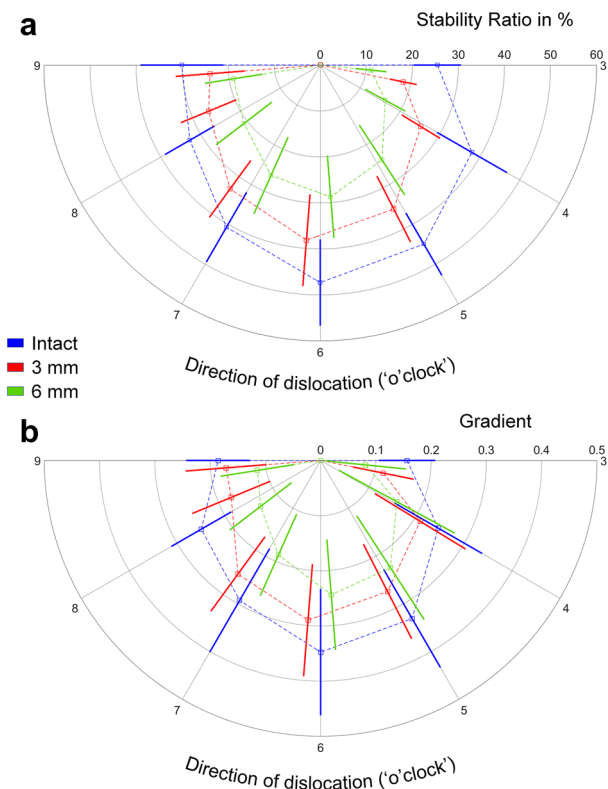 a
Stability Ratio in %
9
0 10 20 30 40 50 60
3
8
4
7
5
6
Intact
3 mm
6 mm
Direction of dislocation (‘o’clock’)
b
Gradient
9
0 0.1 0.2 0.3 0.4 0.5
3
8
4
7
5
6
Direction of dislocation (‘o’clock’)